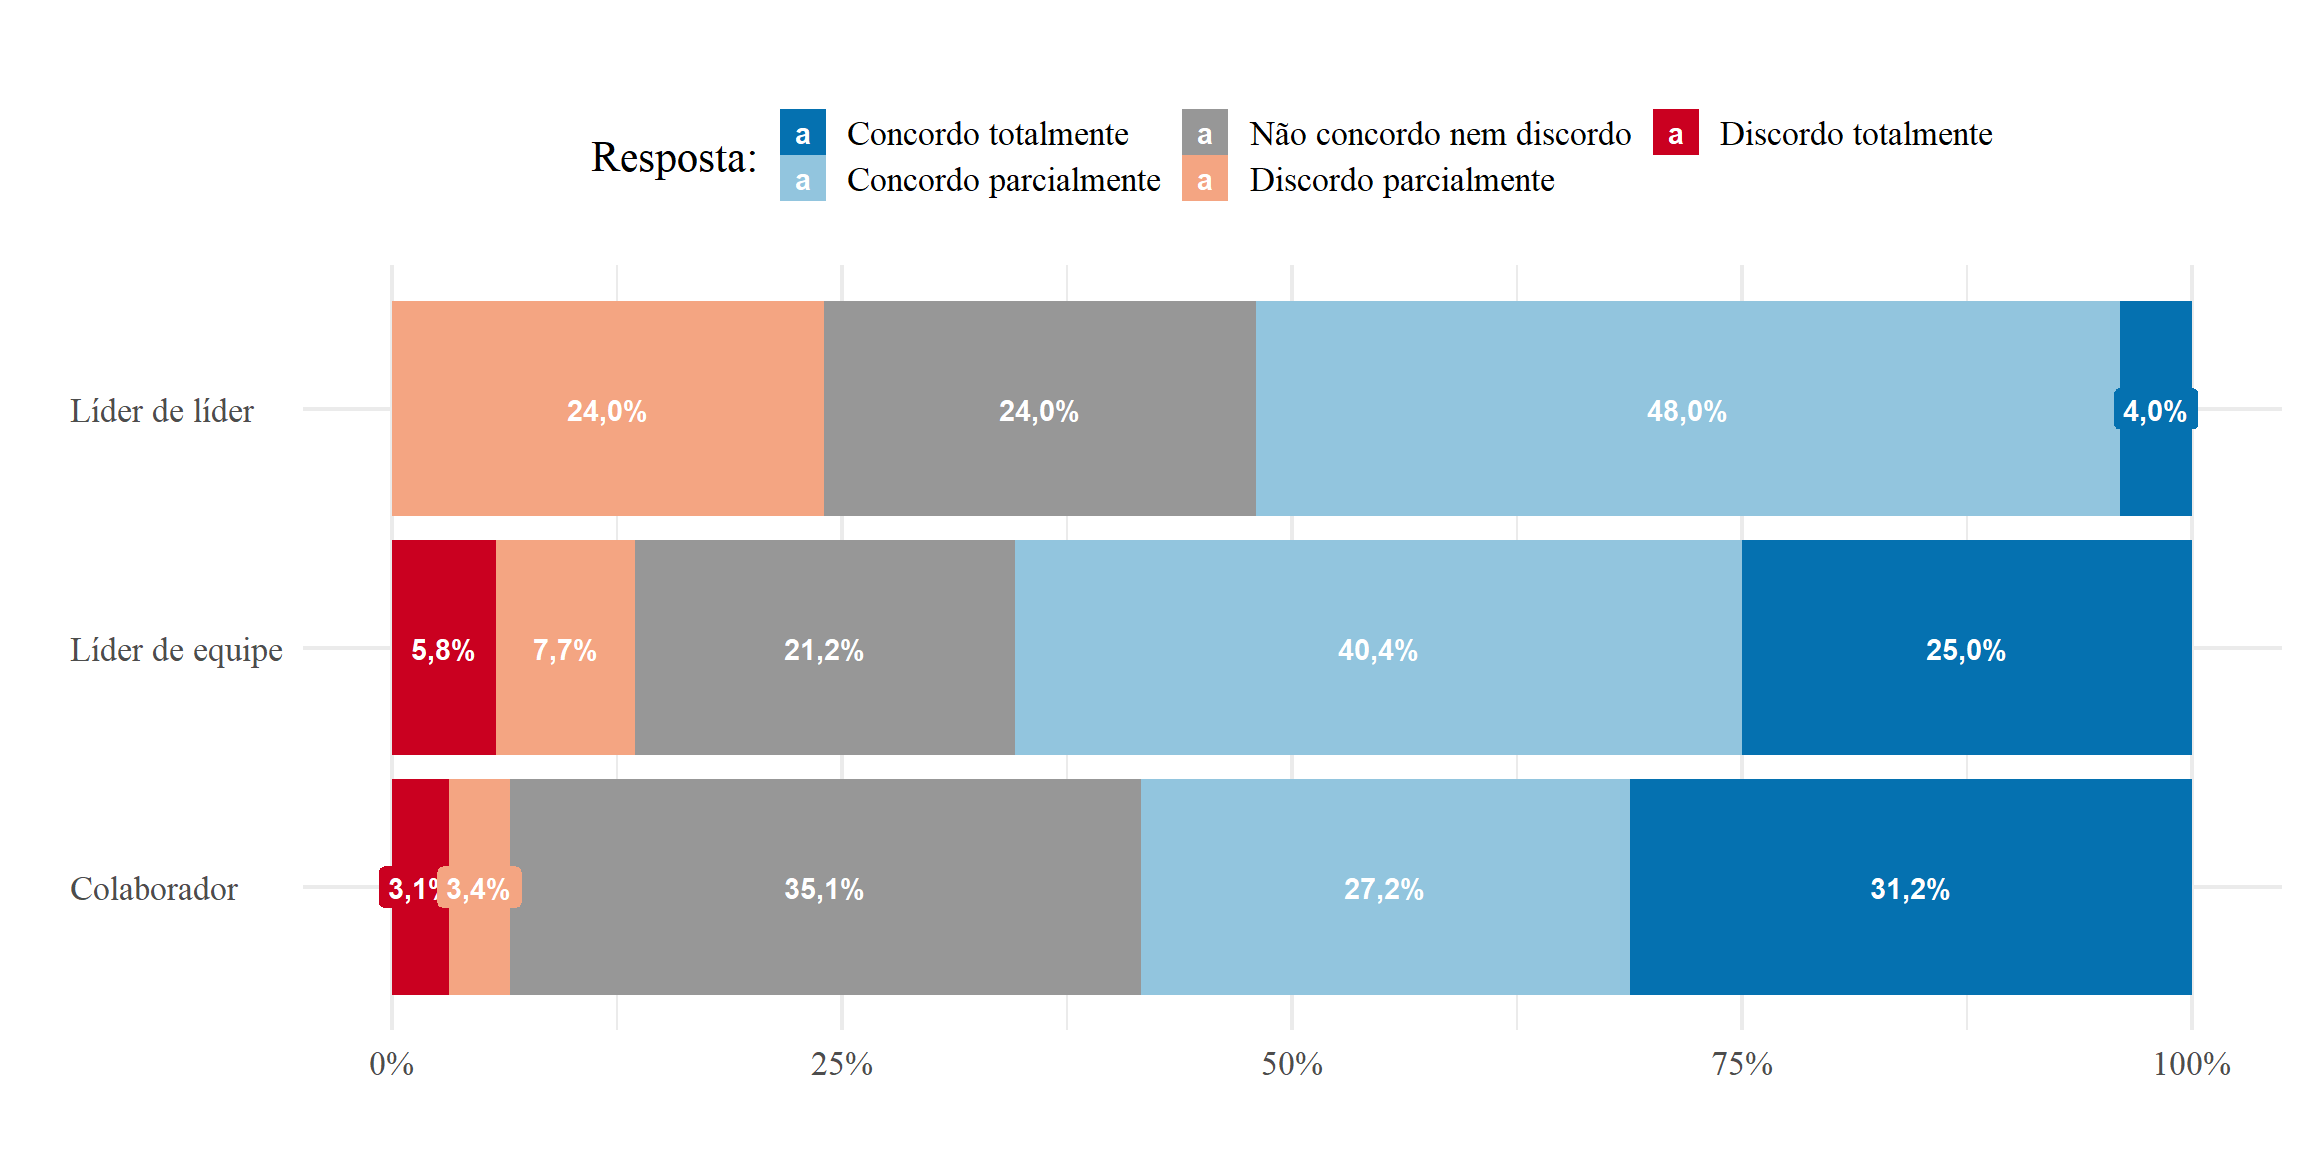 Resposta:
a Concordo totalmente a Não concordo nem discordo a Discordo totalmente
a Concordo parcialmente a Discordo parcialmente
Líder de líder 24,0% 24,0% 48,0% 4,0%
Líder de equipe 5,8% 7,7% 21,2% 40,4% 25,0%
Colaborador 3,1% 3,4% 35,1% 27,2% 31,2%
0% 25% 50% 75% 100%